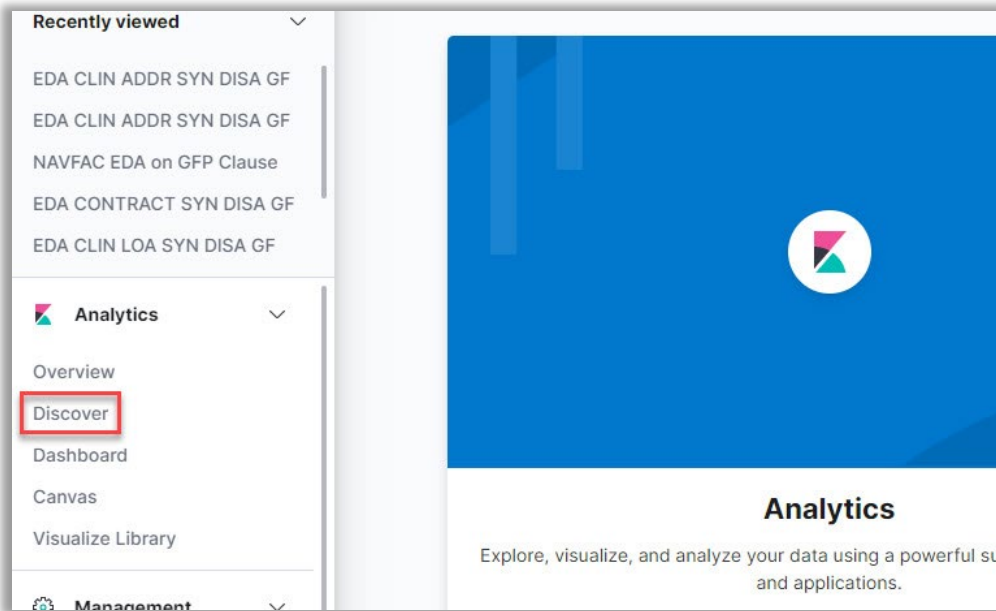 Recently viewed
EDA CLIN ADDR SYN DISA GF
EDA CLIN ADDR SYN DISA GF
NAVFAC EDA on GFP Clause
EDA CONTRACT SYN DISA GF
EDA CLIN LOA SYN DISA GF
Analytics
Overview
Discover
Dashboard
Canvas
Visualize Library
Management
Analytics
Explore, visualize, and analyze your data using a powerful
and applications.